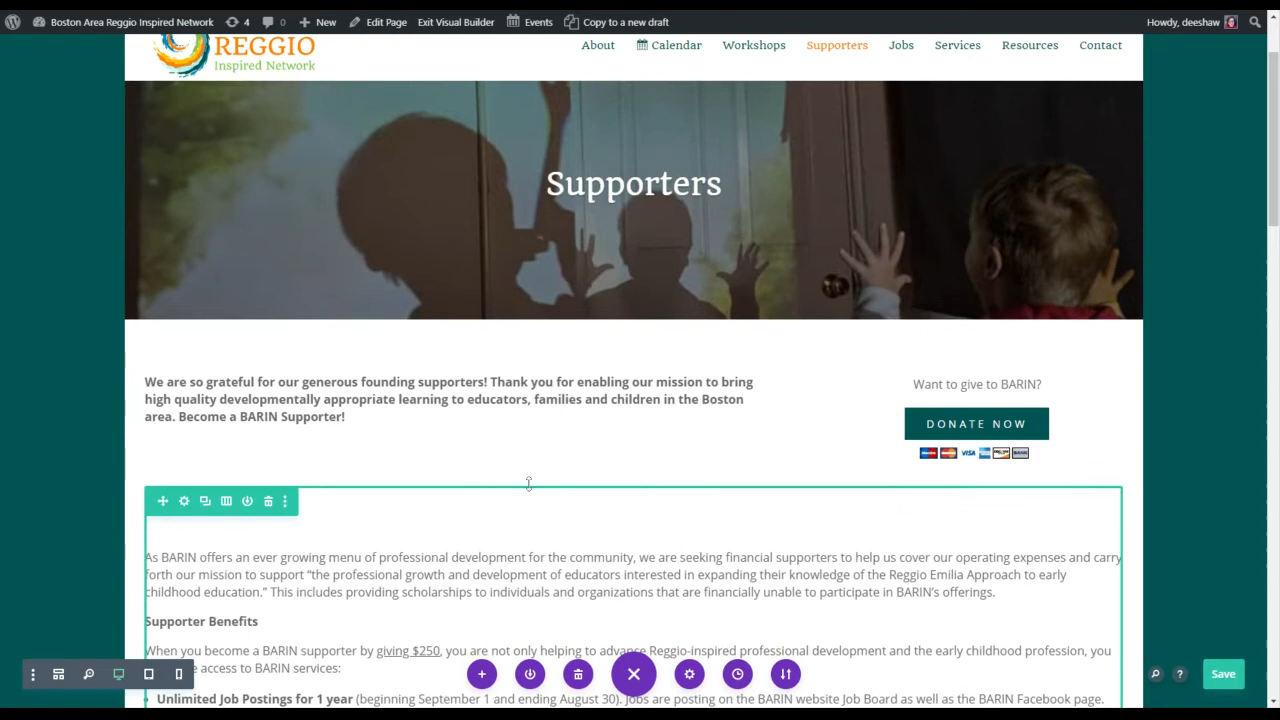 Boston Area Reggio Inspired Network 4 0 New Edit Page Exit Visual Builder Events Copy to a new draft Howdy, deeshaw
REGGIO
Inspired Network
About Calendar Workshops Supporters Jobs Services Resources Contact
Supporters
We are so grateful for our generous founding supporters! Thank you for enabling our mission to bring
high quality developmentally appropriate learning to educators, families and children in the Boston
area. Become a BARIN Supporter!
Want to give to BARIN?
DONATE NOW
VISA
As BARIN offers an ever growing menu of professional development for the community, we are seeking financial supporters to help us cover our operating expenses and carry
forth our mission to support “the professional growth and development of educators interested in expanding their knowledge of the Reggio Emilia Approach to early
childhood education.” This includes providing scholarships to individuals and organizations that are financially unable to participate in BARIN’s offerings.
Supporter Benefits
When you become a BARIN supporter by giving $250, you are not only helping to advance Reggio-inspired professional development and the early childhood profession, you
access to BARIN services:
Unlimited Job Postings for 1 year (beginning September 1 and ending August 30). Jobs are posting on the BARIN website Job Board as well as the BARIN Facebook page.
Save